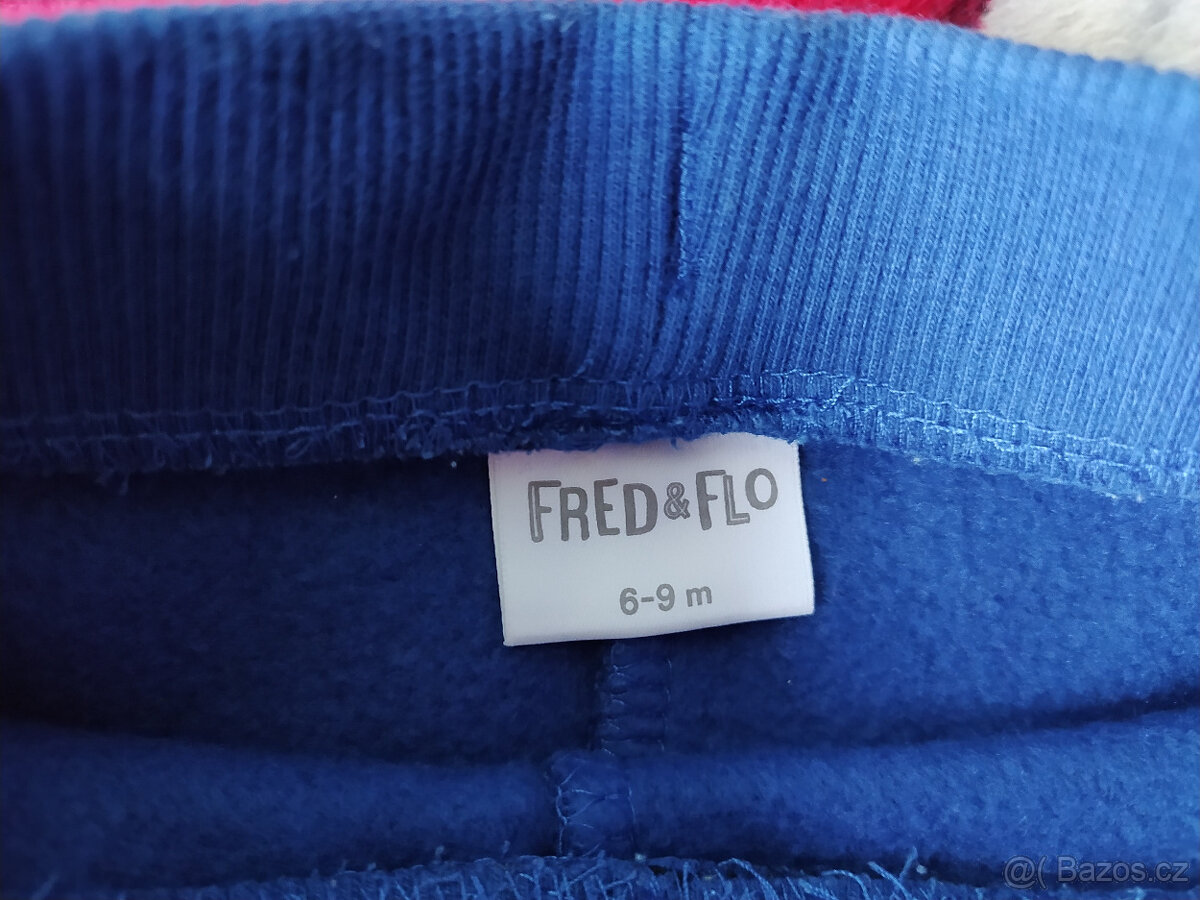 FRED & FLO
6-9 m
@( Bazos.cz